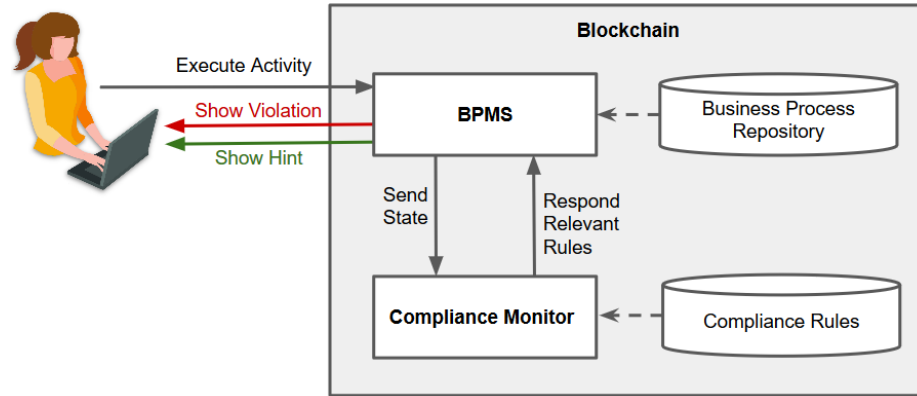 Blockchain
Execute Activity
Show Violation
Show Hint
BPMS
Business Process
Repository
Send
State
Respond
Relevant
Rules
Compliance Monitor
Compliance Rules